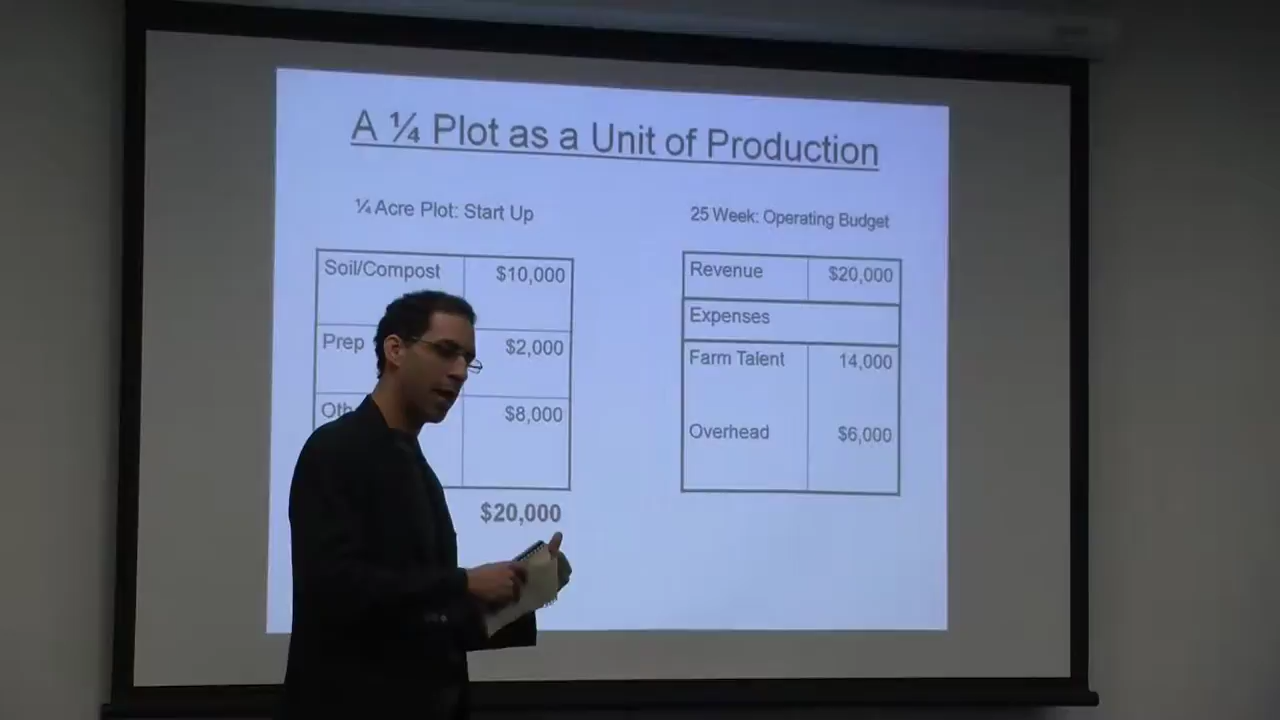 A ¼ Plot as a Unit of Production
¼ Acre Plot: Start Up
Soil/Compost $10,000
Prep $2,000
$8,000
$20,000
25 Week: Operating Budget
Revenue $20,000
Expenses
Farm Talent 14,000
Overhead $6,000